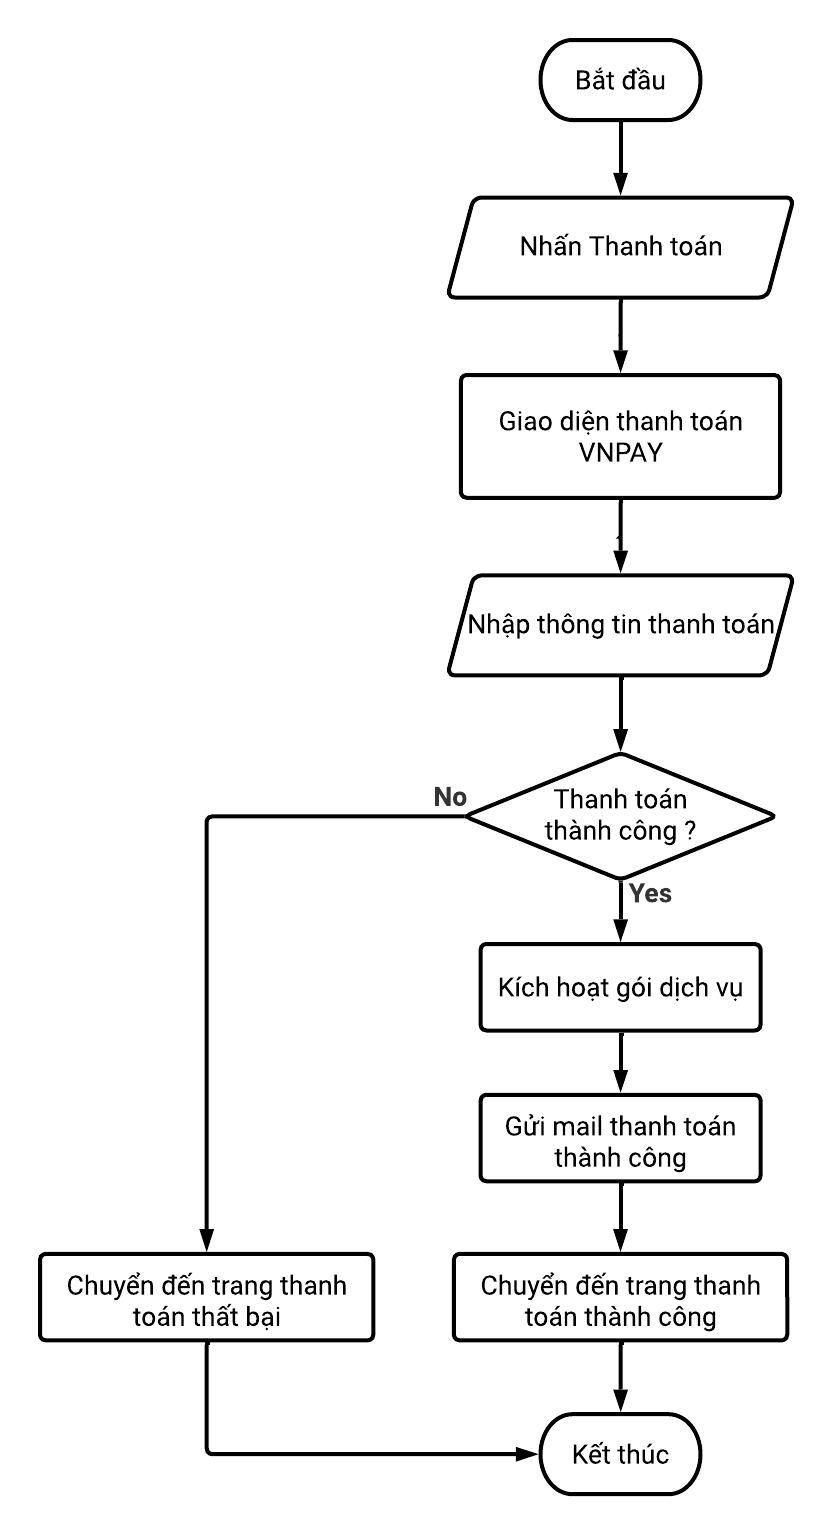 Bắt đầu
Nhấn Thanh toán
Giao diện thanh toán
VNPAY
Nhập thông tin thanh toán
No
Thanh toán
thành công ?
Yes
Kích hoạt gói dịch vụ
Gửi mail thanh toán
thành công
Chuyển đến trang thanh
toán thất bại
Chuyển đến trang thanh
toán thành công
Kết thúc